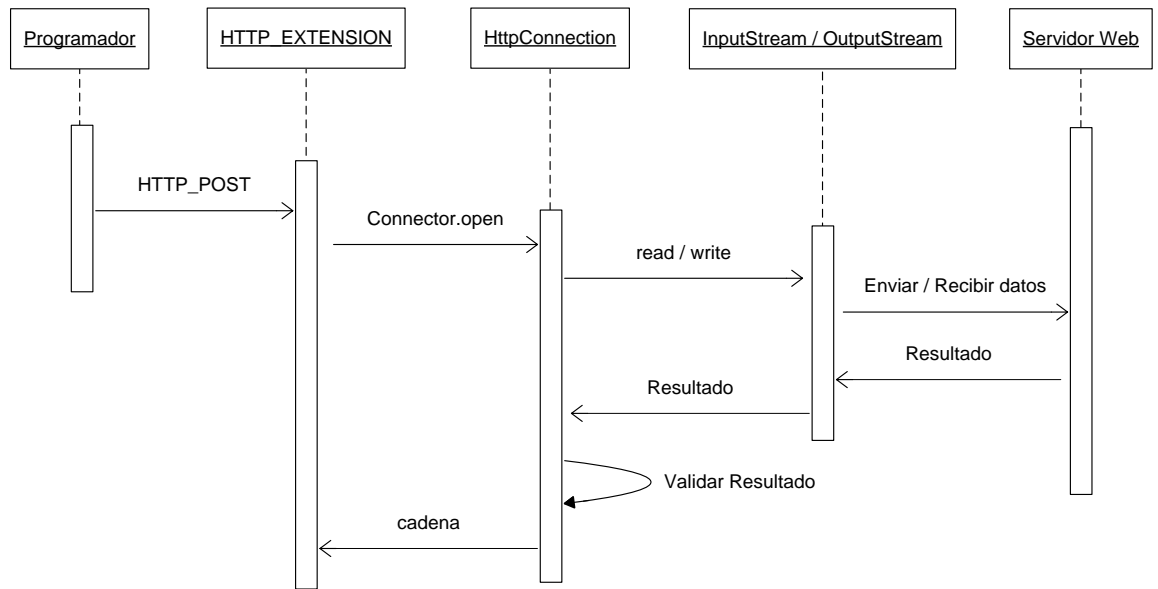 Programador
HTTP_EXTENSION
HttpConnection
InputStream / OutputStream
Servidor Web
HTTP_POST
Connector.open
read / write
Enviar / Recibir datos
Resultado
Resultado
Validar Resultado
cadena